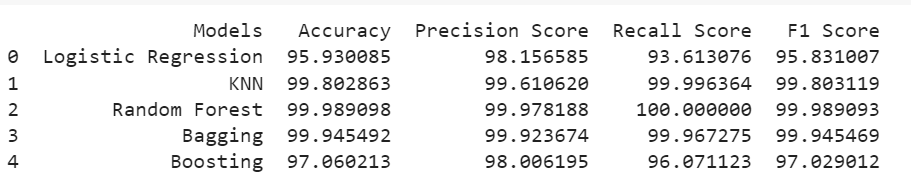 Models Accuracy Precision Score Recall Score F1 Score
0 Logistic Regression 95.930085 98.156585 93.613076 95.831007
1 KNN 99.802863 99.610620 99.996364 99.803119
2 Random Forest 99.989098 99.978188 100.000000 99.989093
3 Bagging 99.945492 99.923674 99.967275 99.945469
4 Boosting 97.060213 98.006195 96.071123 97.029012